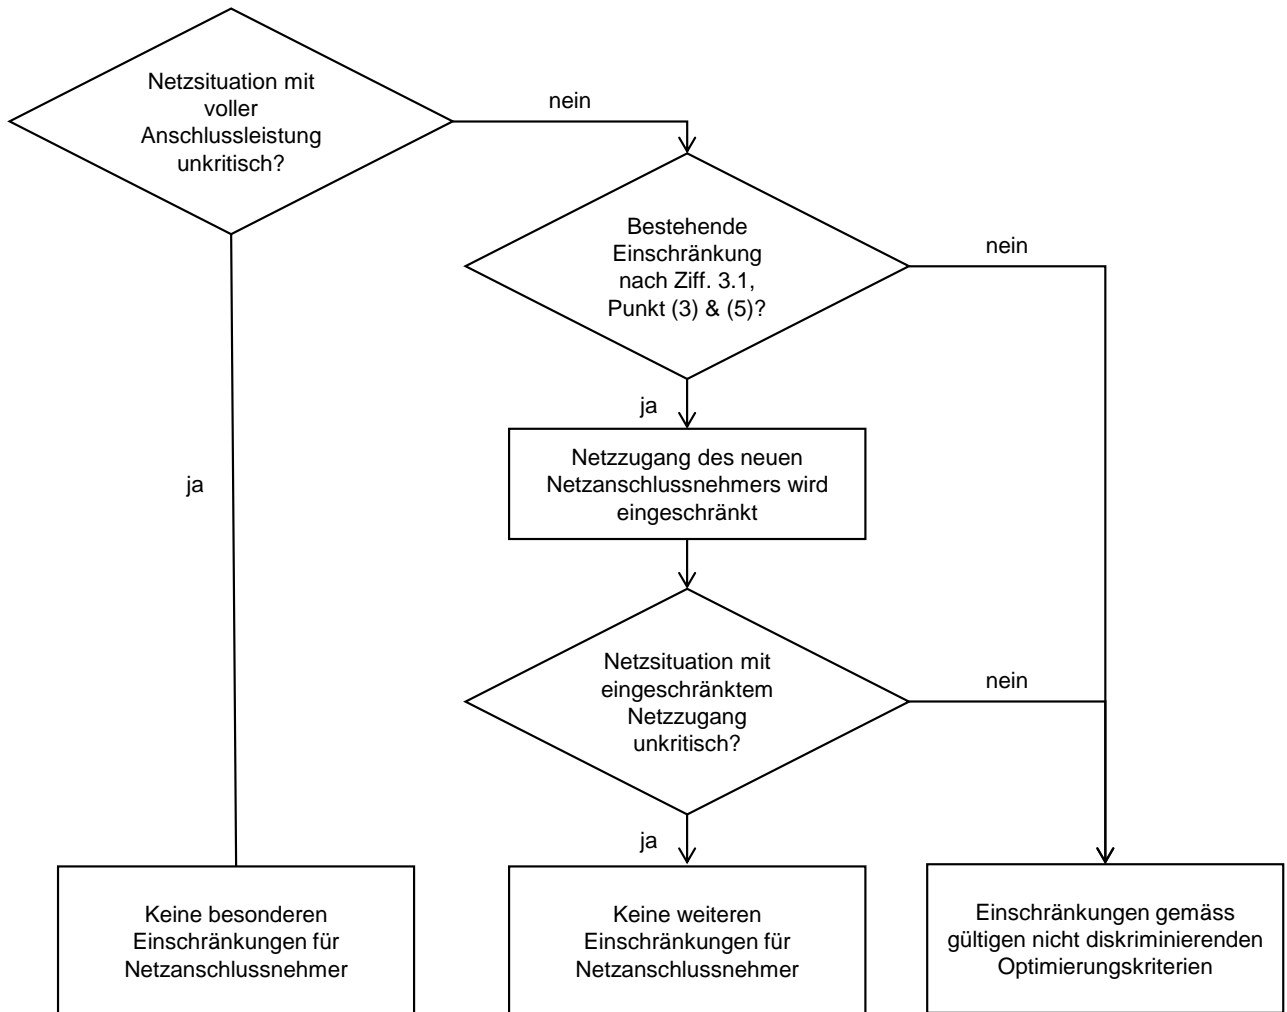 Netzsituation mit
voller
Anschlussleistung
unkritisch?
nein
Bestehende
Einschränkung
nach Ziff. 3.1,
Punkt (3) & (5)?
nein
ja
ja
Netzzugang des neuen
Netzanschlussnehmers wird
eingeschränkt
Netzsituation mit
eingeschränktem
Netzzugang
unkritisch?
nein
ja
Keine besonderen
Einschränkungen für
Netzanschlussnehmer
Keine weiteren
Einschränkungen für
Netzanschlussnehmer
Einschränkungen gemäss
gültigen nicht diskriminierenden
Optimierungskriterien